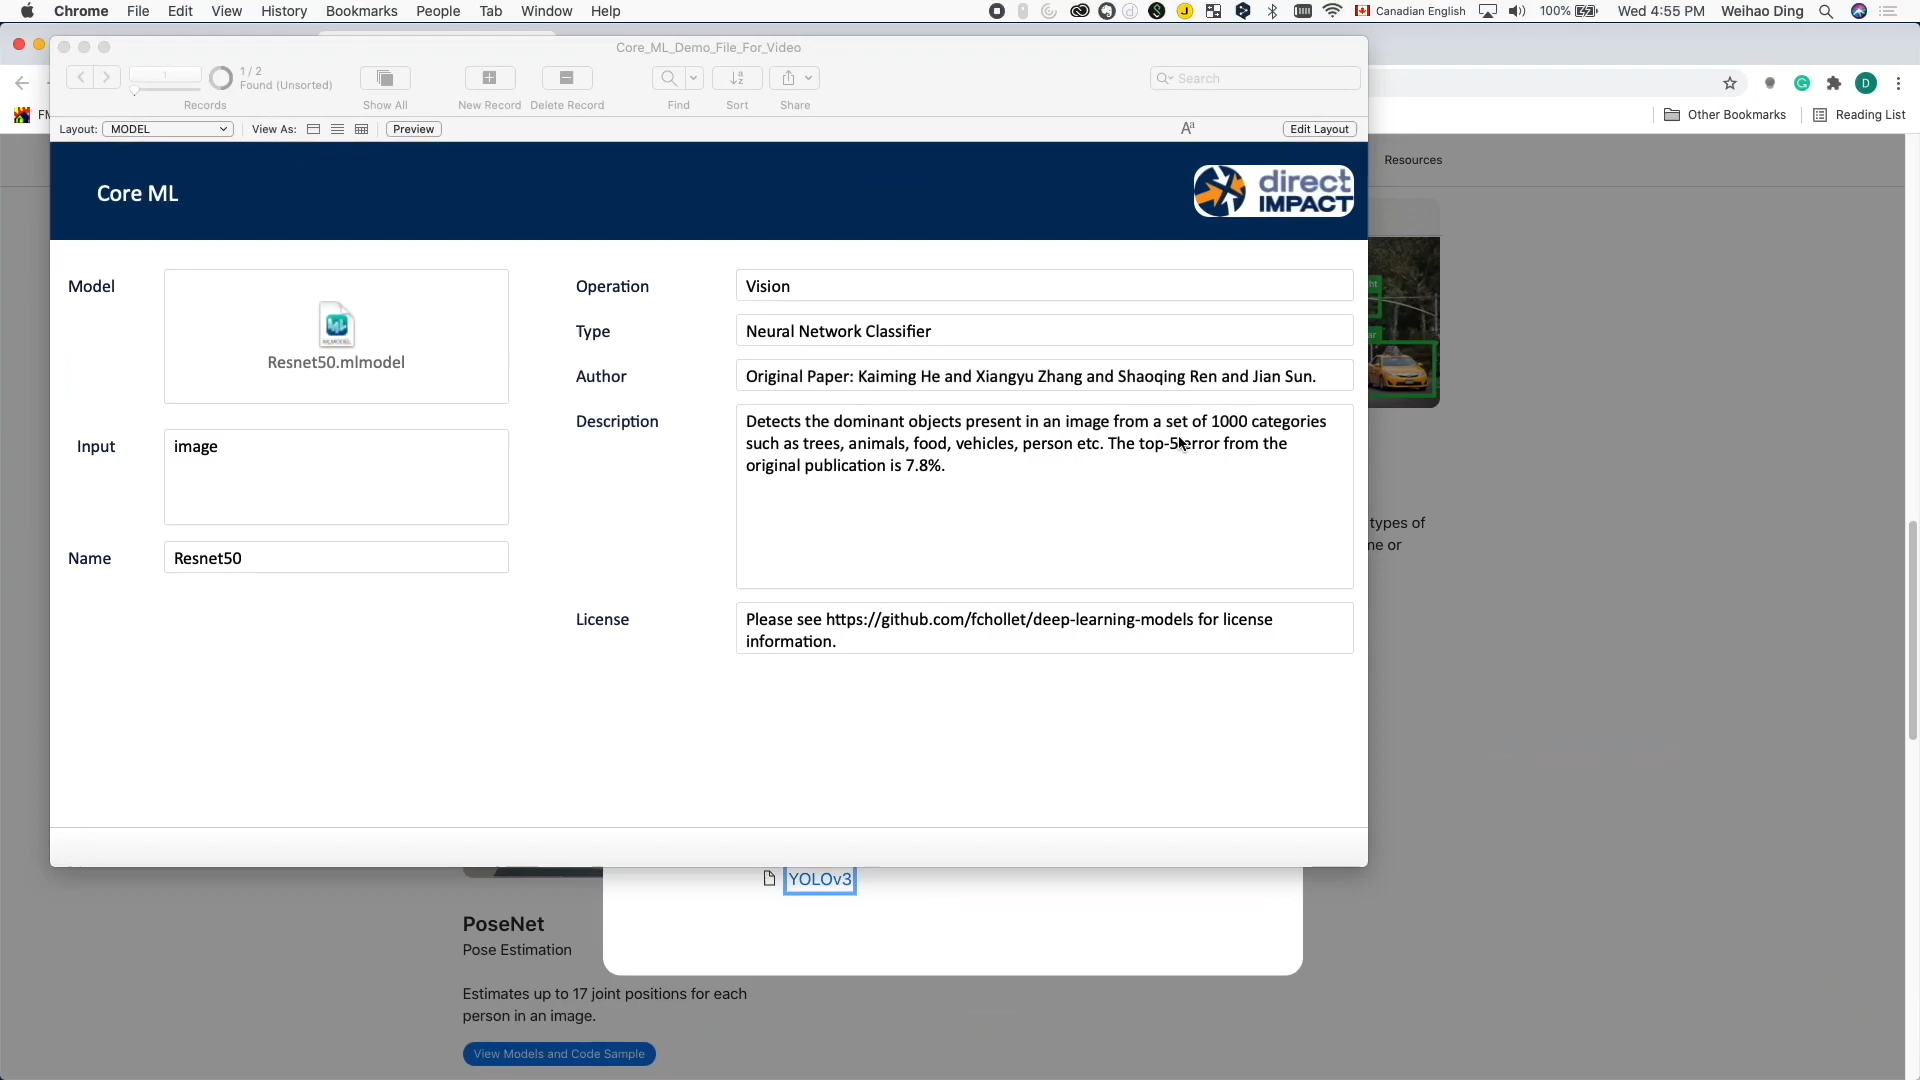 Chrome File Edit View History Bookmarks People Tab Window Help
Canadian English 100% Wed 4:55 PM Weihao Ding
Core_ML_Demo_File_For_Video
1
1 / 2
Found (Unsorted)
Records
Show All
New Record
Delete Record
Find
Sort
Share
Search
D
Other Bookmarks
Reading List
Layout: MODEL
View As:
Preview
Aª
Edit Layout
Resources
Core ML
direct
IMPACT
Model
MLMODEL
Resnet50.mlmodel
Input
image
Name
Resnet50
Operation
Vision
Type
Neural Network Classifier
Author
Original Paper: Kaiming He and Xiangyu Zhang and Shaoqing Ren and Jian Sun.
Description
Detects the dominant objects present in an image from a set of 1000 categories
such as trees, animals, food, vehicles, person etc. The top-5 error from the
original publication is 7.8%.
License
Please see https://github.com/fchollet/deep-learning-models for license
information.
types of
or
YOLOv3
PoseNet
Pose Estimation
Estimates up to 17 joint positions for each
person in an image.
View Models and Code Sample